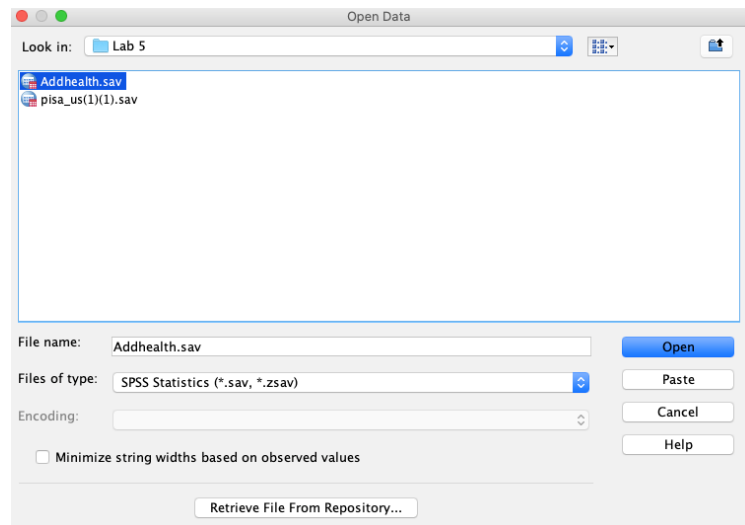 Open Data
Look in: Lab 5
Addhealth.sav
pisa_us(1)(1).sav
File name: Addhealth.sav
Open
Files of type: SPSS Statistics (*.sav, *.zsav)
Paste
Encoding:
Cancel
Help
Minimize string widths based on observed values
Retrieve File From Repository...